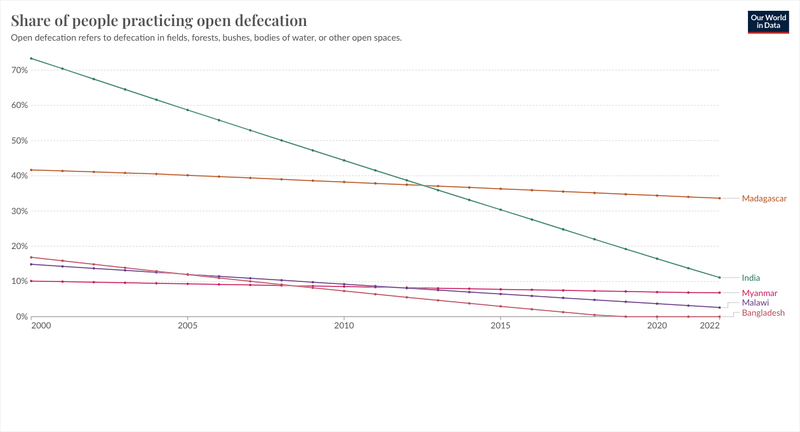 Share of people practicing open defecation
Our World
in Data
Open defecation refers to defecation in fields, forests, bushes, bodies of water, or other open spaces.
70%
60%
50%
40%
30%
20%
10%
0%
Madagascar
India
Myanmar
Malawi
Bangladesh
2000
2005
2010
2015
2020
2022